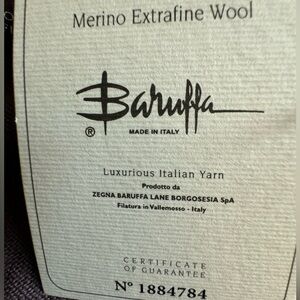 Merino Extrafine Wool
Baruffa
®
MADE IN ITALY
Luxurious Italian Yarn
Prodotto da
ZEGNA BARUFFA LANE BORGOSESIA SpA
Filatura in Vallemosso - Italy
CERTIFICATE
OF GUARANTEE
Nº 1884784